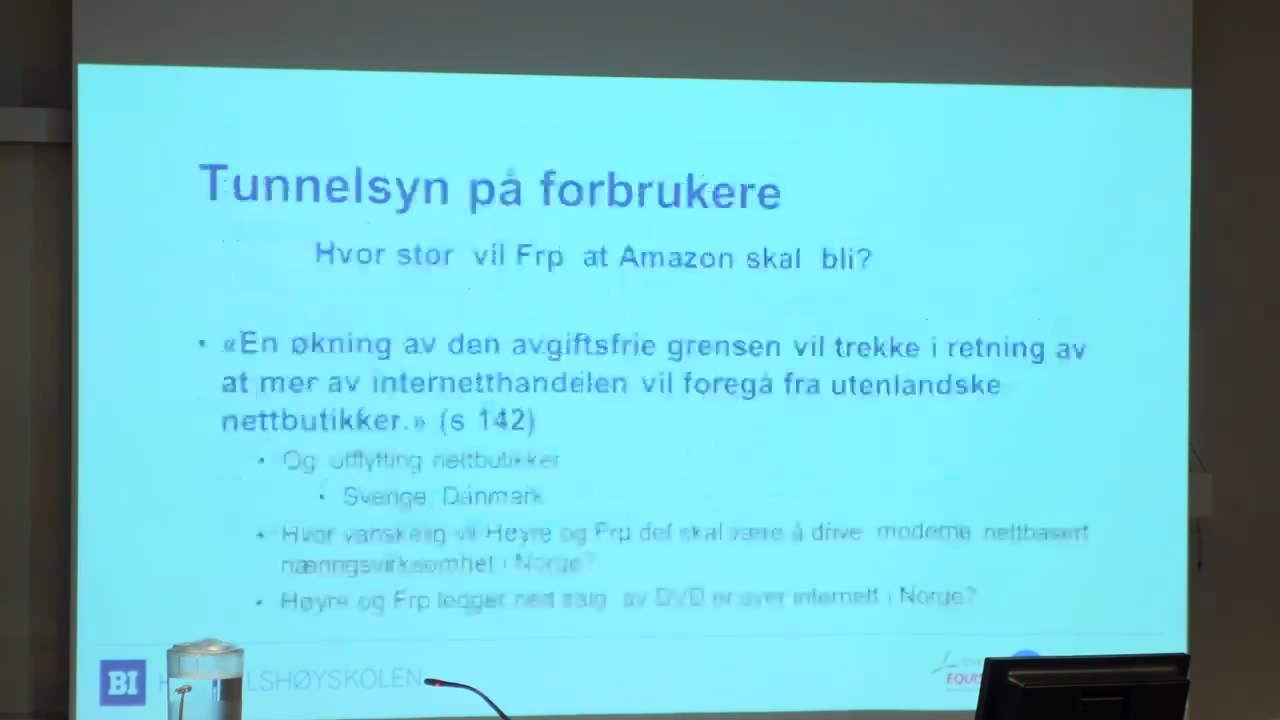 Tunnelsyn på forbrukere
Hvor stor vil Frp at Amazon skal bli?
• «En økning av den avgiftsfrie grensen vil trekke i retning av
at mer av internetthandelen vil foregå fra utenlandske
nettbutikker.» (s 142)
• Og utflytting nettbutikker
• Sverige, Danmark
• Hvor vanskelig vil Høyre og Frp det skal være å drive moderne nettbasert
næringsvirksomhet i Norge?
• Høyre og Frp legger ned salg av DVD er over internett i Norge?
BI H LSHØYSKOLEN
EQUIS